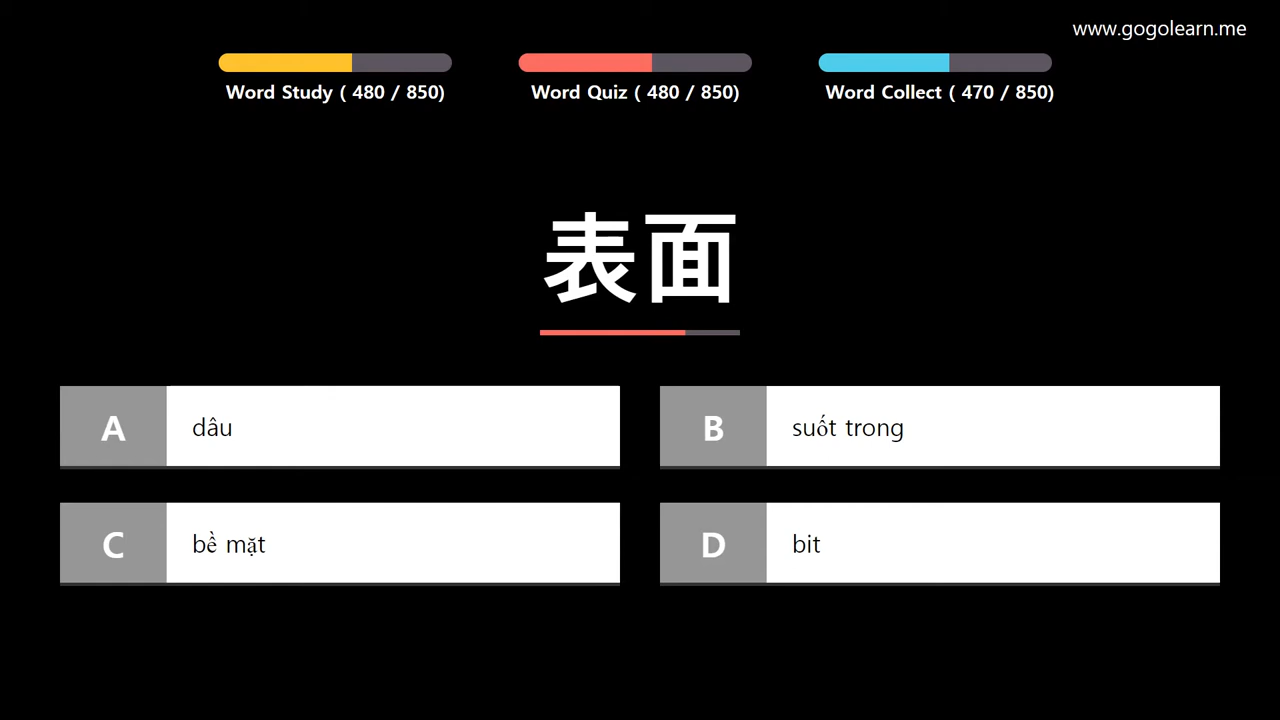 www.gogolearn.me
Word Study ( 480 / 850)
Word Quiz ( 480 / 850)
Word Collect ( 470 / 850)
表面
A dâu
B suốt trong
C bề mặt
D bit